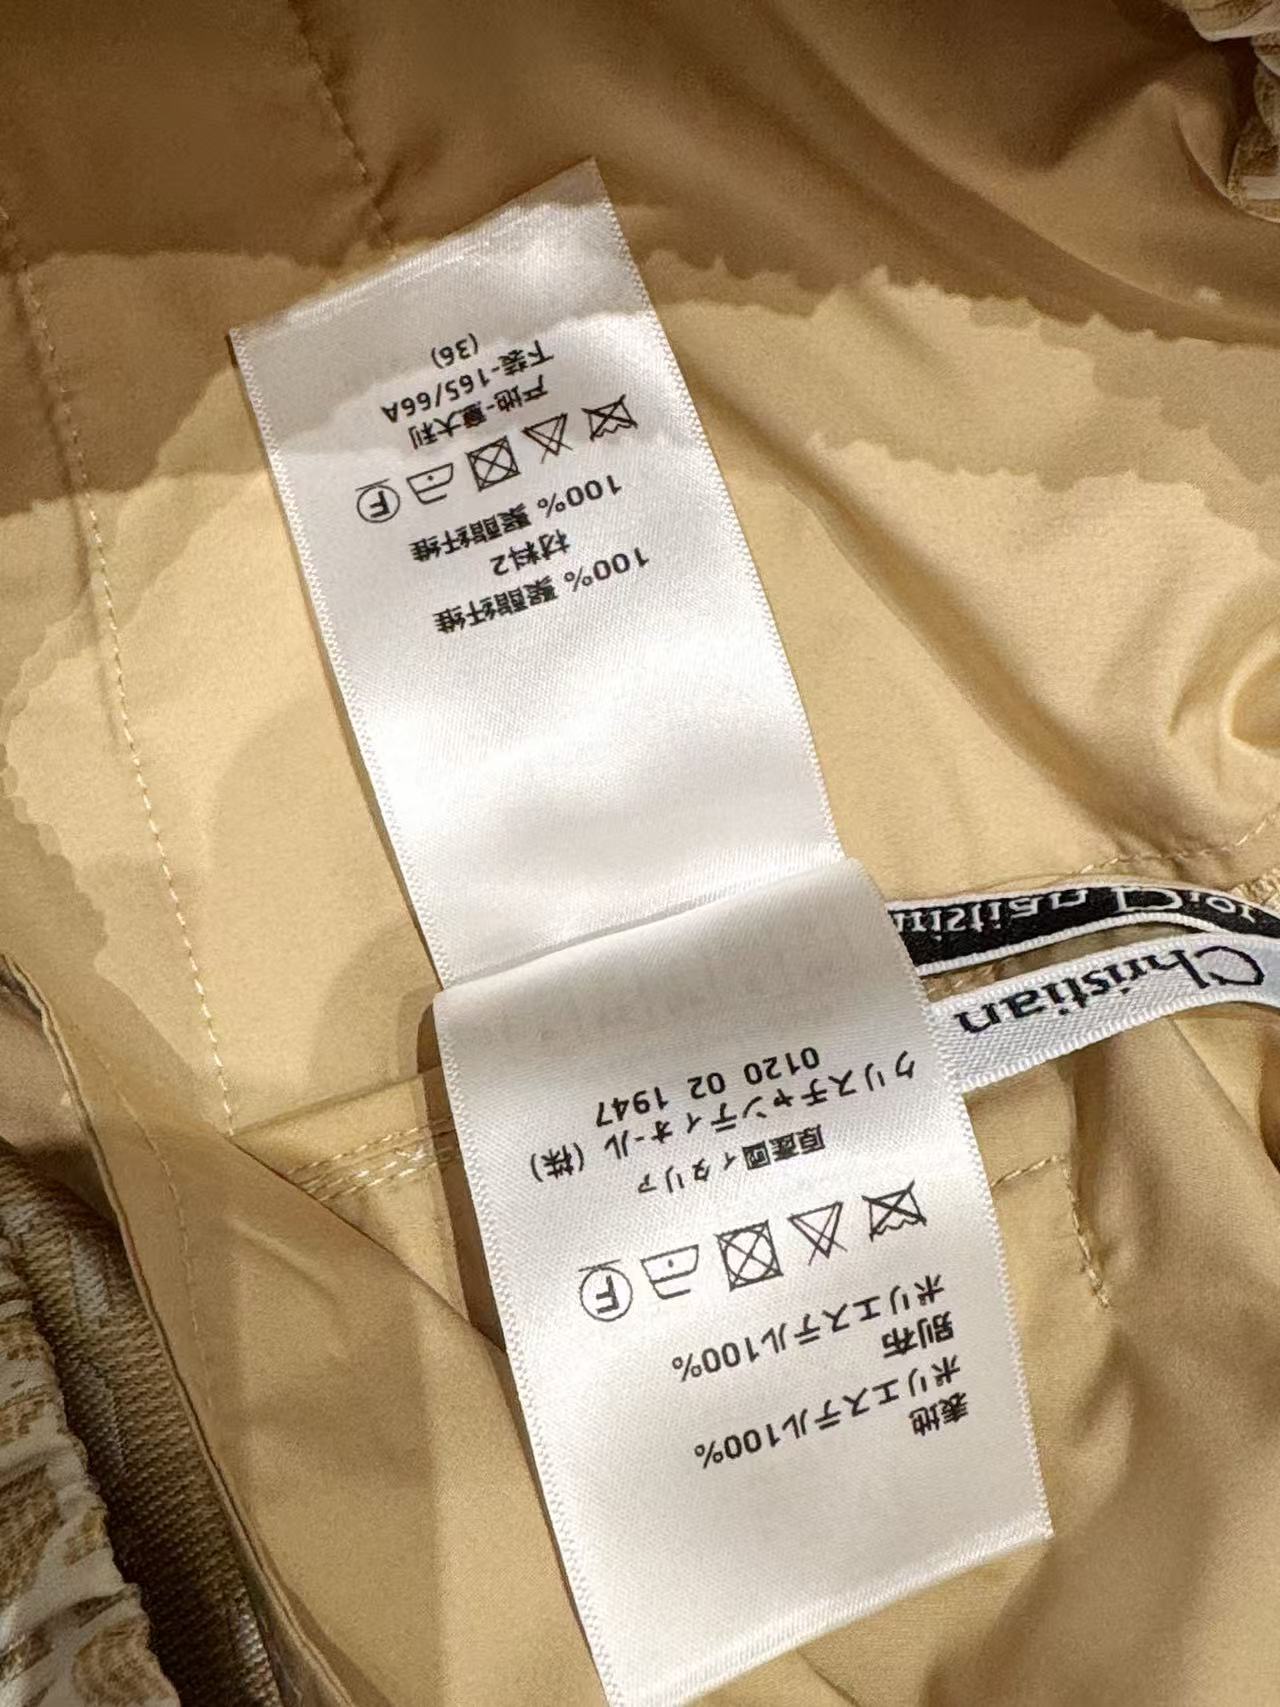 表地
ポリエステル100%
別布
ポリエステル100%
F
原産国イタリア
クリスチャンディオール (株)
0120 02 1947
Christian
Christian Dior
100% 聚酯纤维
材料2
100% 聚酯纤维
F
产地-意大利
下装-165/66A
(36)